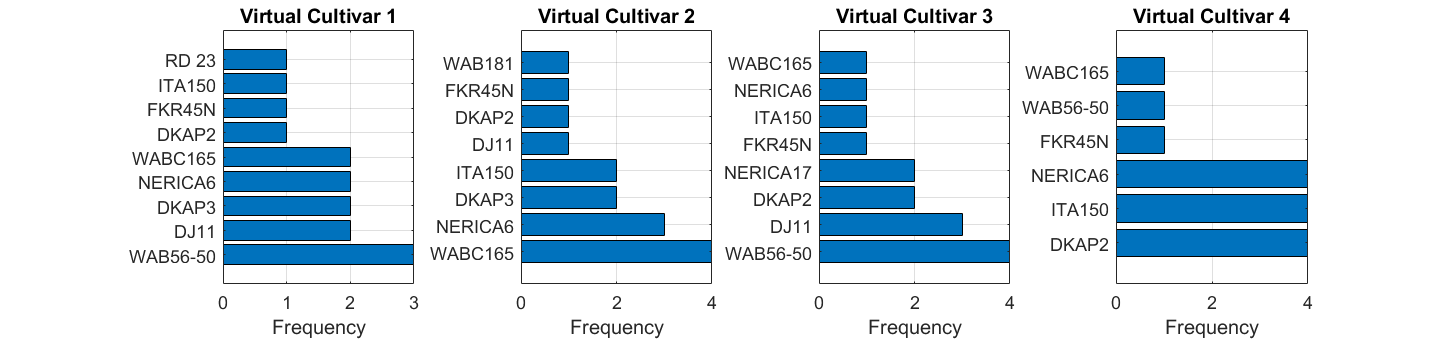 Virtual Cultivar 1
RD 23
ITA150
FKR45N
DKAP2
WABC165
NERICA6
DKAP3
DJ11
WAB56-50
0 1 2 3
Frequency
Virtual Cultivar 2
WAB181
FKR45N
DKAP2
DJ11
ITA150
DKAP3
NERICA6
WABC165
0 2 4
Frequency
Virtual Cultivar 3
WABC165
NERICA6
ITA150
FKR45N
NERICA17
DKAP2
DJ11
WAB56-50
0 2 4
Frequency
Virtual Cultivar 4
WABC165
WAB56-50
FKR45N
NERICA6
ITA150
DKAP2
0 2 4
Frequency